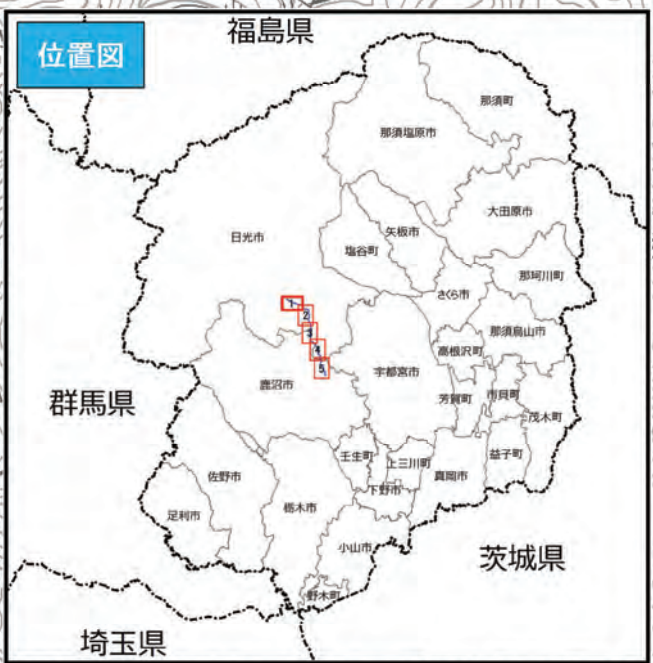 位置図
福島県
那須町
那須塩原市
大田原市
日光市
矢板市
塩谷町
那珂川町
さくら市
1
2
3
4
5
那須烏山市
高根沢町
宇都宮市
鹿沼市
群馬県
芳賀町
市貝町
茂木町
益子町
壬生町
上三川町
真岡市
下野市
佐野市
栃木市
足利市
小山市
茨城県
野木町
埼玉県